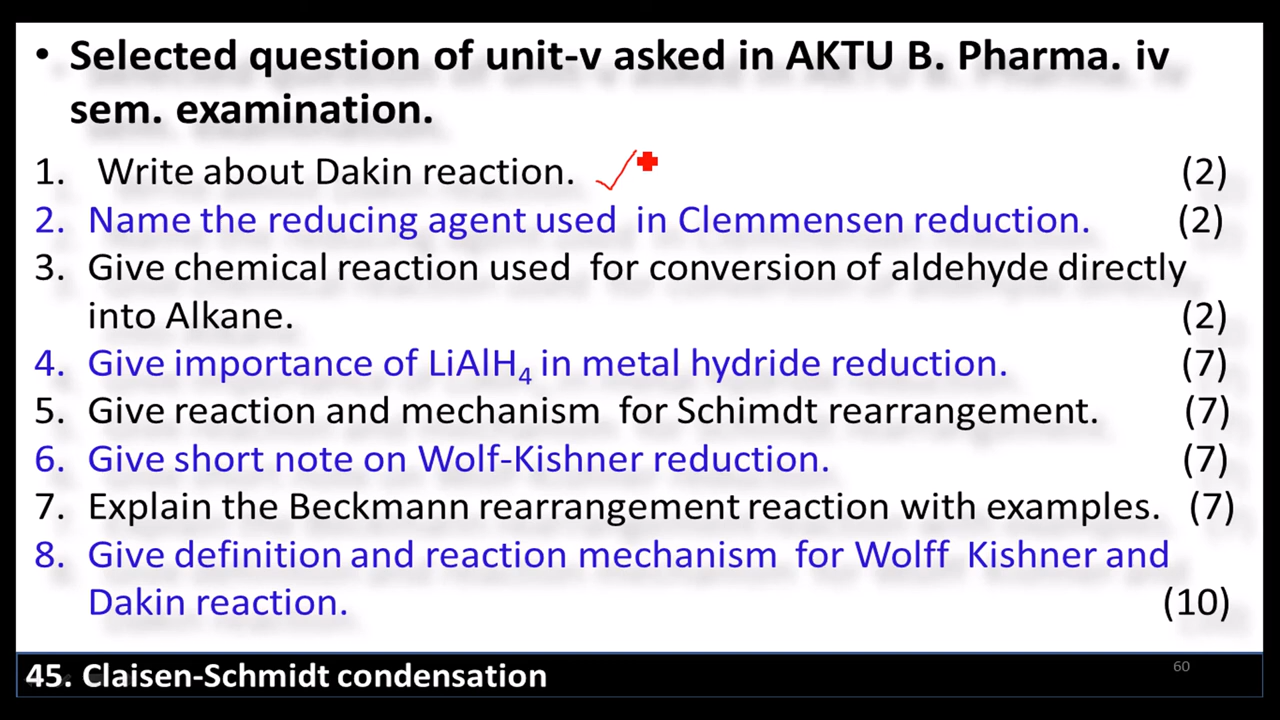 • Selected question of unit-v asked in AKTU B. Pharma. iv
sem. examination.
1. Write about Dakin reaction. (2)
2. Name the reducing agent used in Clemmensen reduction. (2)
3. Give chemical reaction used for conversion of aldehyde directly
into Alkane. (2)
4. Give importance of LiAlH₄ in metal hydride reduction. (7)
5. Give reaction and mechanism for Schimdt rearrangement. (7)
6. Give short note on Wolf-Kishner reduction. (7)
7. Explain the Beckmann rearrangement reaction with examples. (7)
8. Give definition and reaction mechanism for Wolff Kishner and
Dakin reaction. (10)
45. Claisen-Schmidt condensation 60